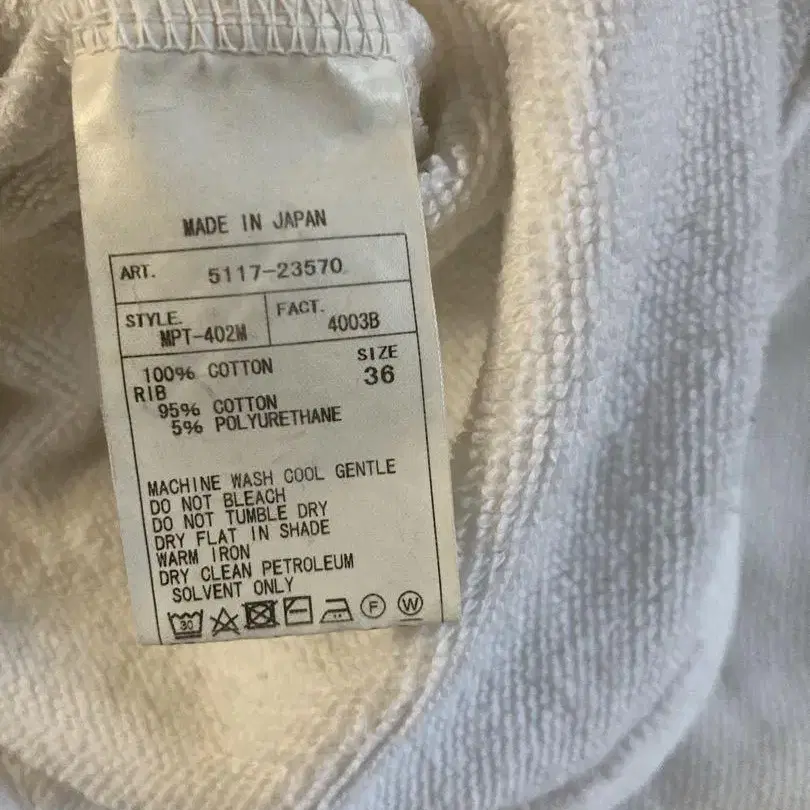 MADE IN JAPAN
ART. 5117-23570
STYLE. MPT-402M
FACT. 4003B
SIZE
36
100% COTTON
RIB
95% COTTON
5% POLYURETHANE
MACHINE WASH COOL GENTLE
DO NOT BLEACH
DO NOT TUMBLE DRY
DRY FLAT IN SHADE
WARM IRON
DRY CLEAN PETROLEUM
SOLVENT ONLY
30 F W